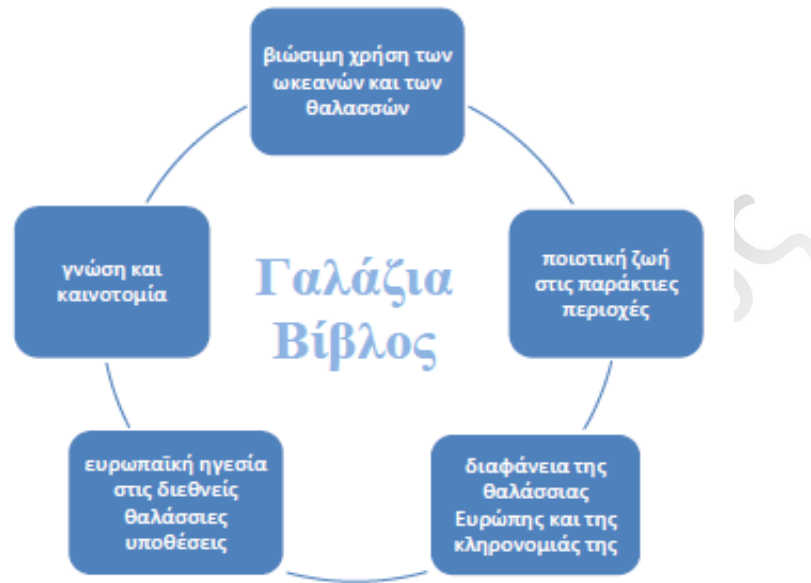 βιώσιμη χρήση των
ωκεανών και των
θαλασσών
ποιοτική ζωή
στις παράκτιες
περιοχές
διαφάνεια της
θαλάσσιας
Ευρώπης και της
κληρονομιάς της
ευρωπαϊκή ηγεσία
στις διεθνείς
θαλάσσιες
υποθέσεις
γνώση και
καινοτομία
Γαλάζια
Βίβλος